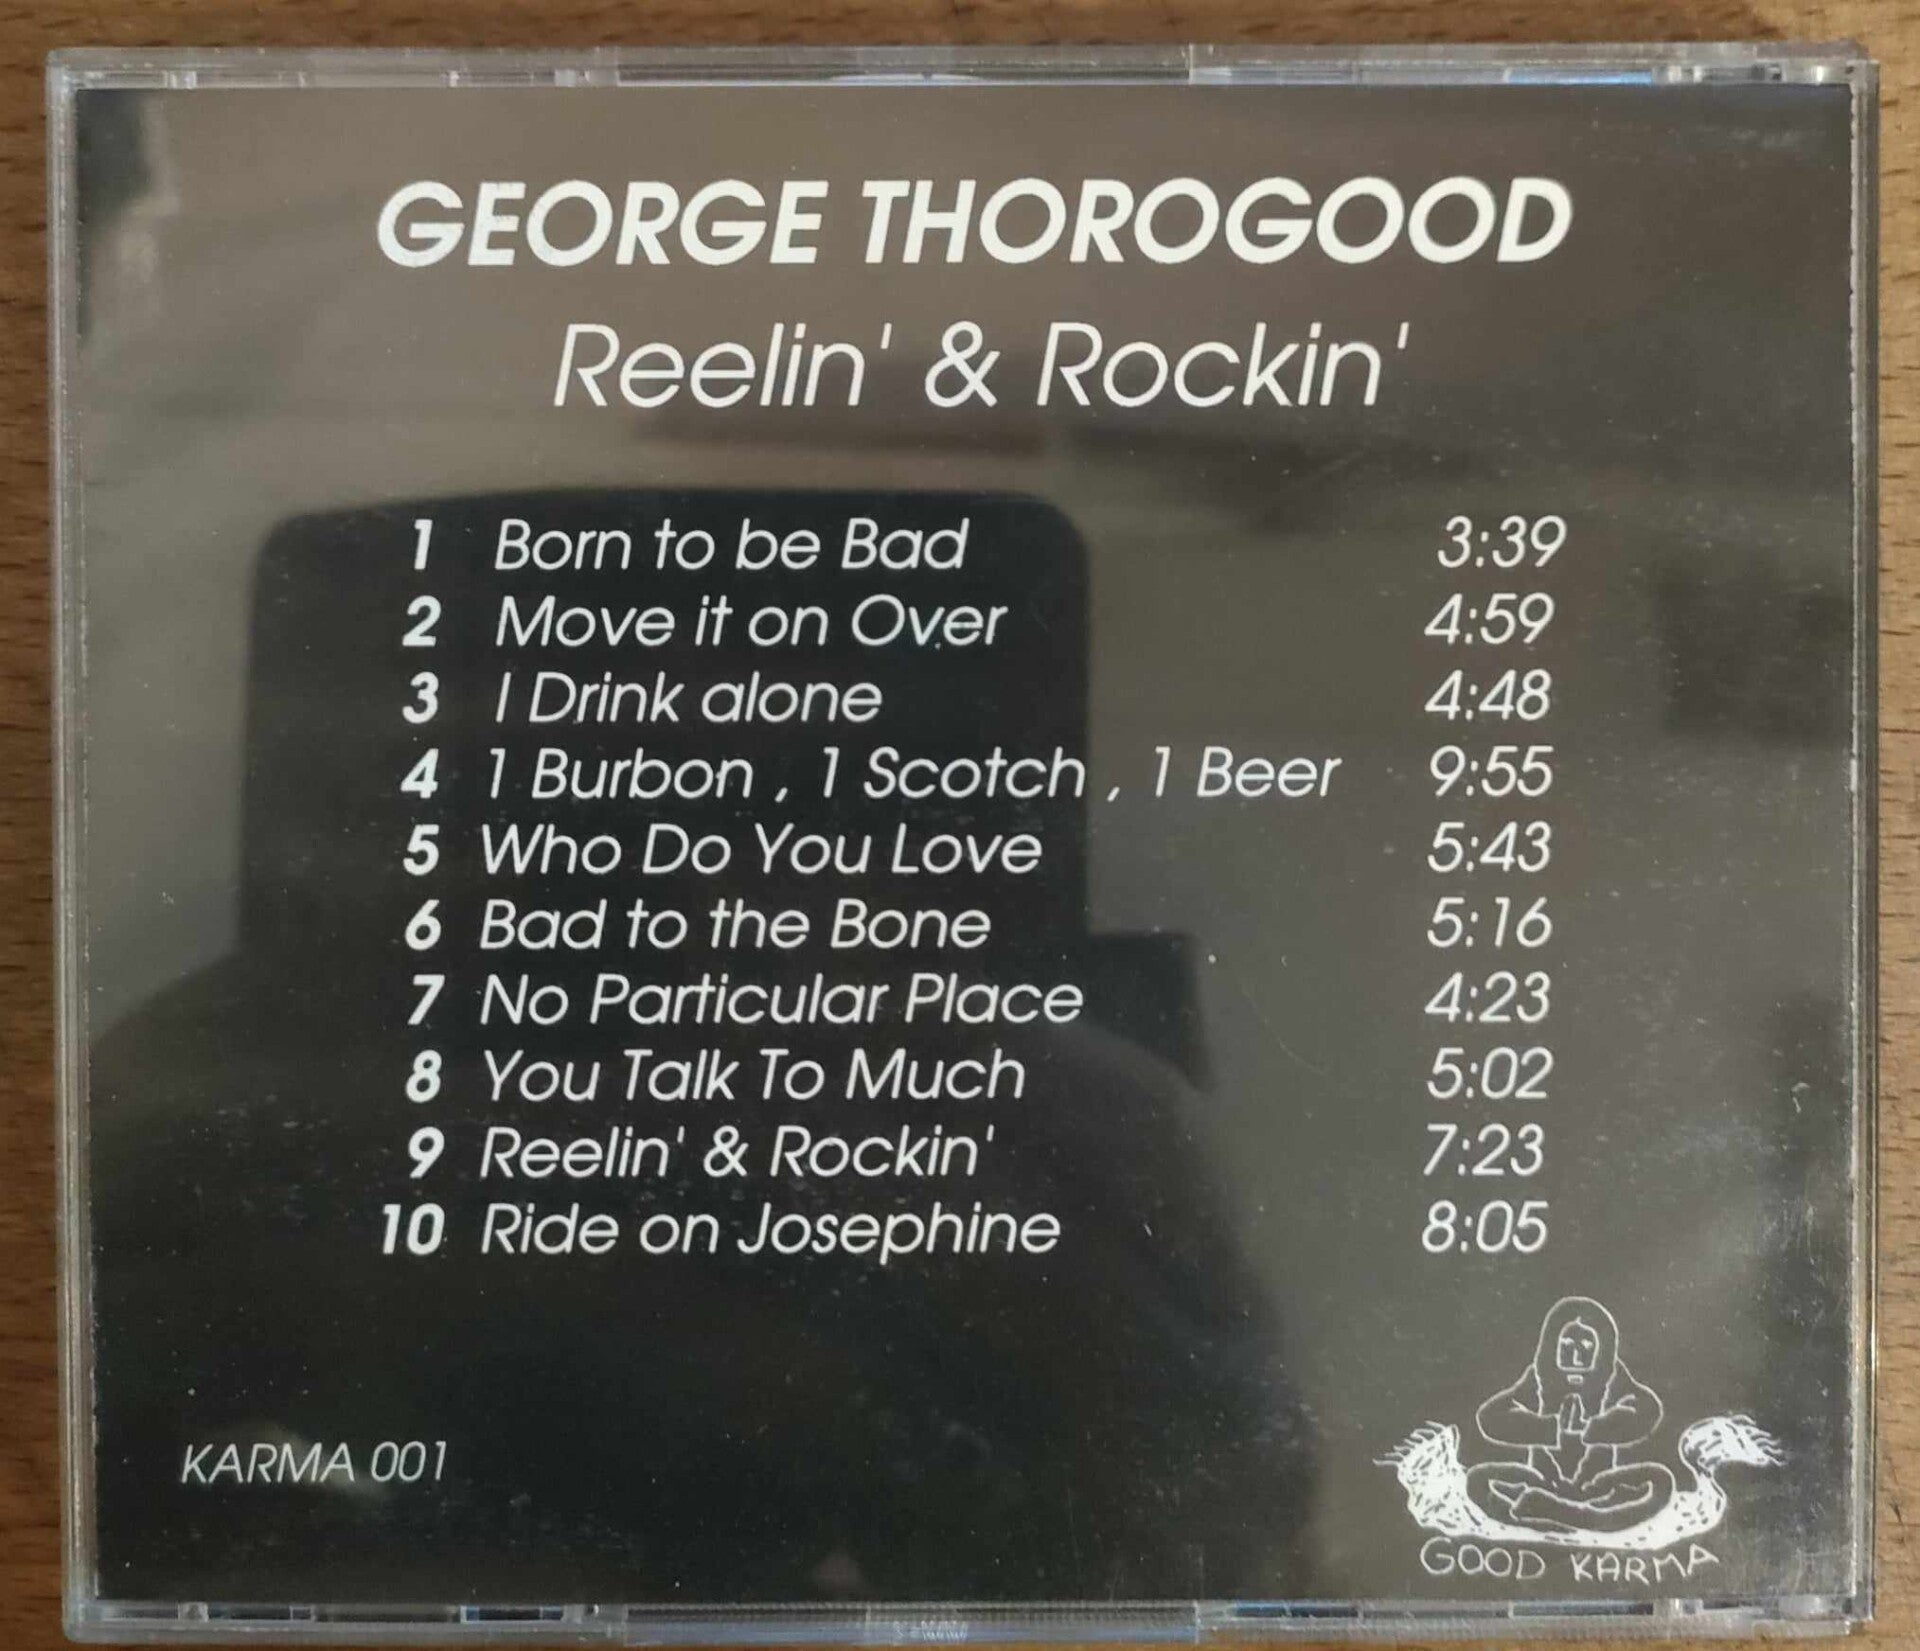 GEORGE THOROGOOD
Reelin' & Rockin'
1 Born to be Bad 3:39
2 Move it on Over 4:59
3 I Drink alone 4:48
4 1 Burbon , 1 Scotch , 1 Beer 9:55
5 Who Do You Love 5:43
6 Bad to the Bone 5:16
7 No Particular Place 4:23
8 You Talk To Much 5:02
9 Reelin' & Rockin' 7:23
10 Ride on Josephine 8:05
KARMA 001
GOOD KARMA